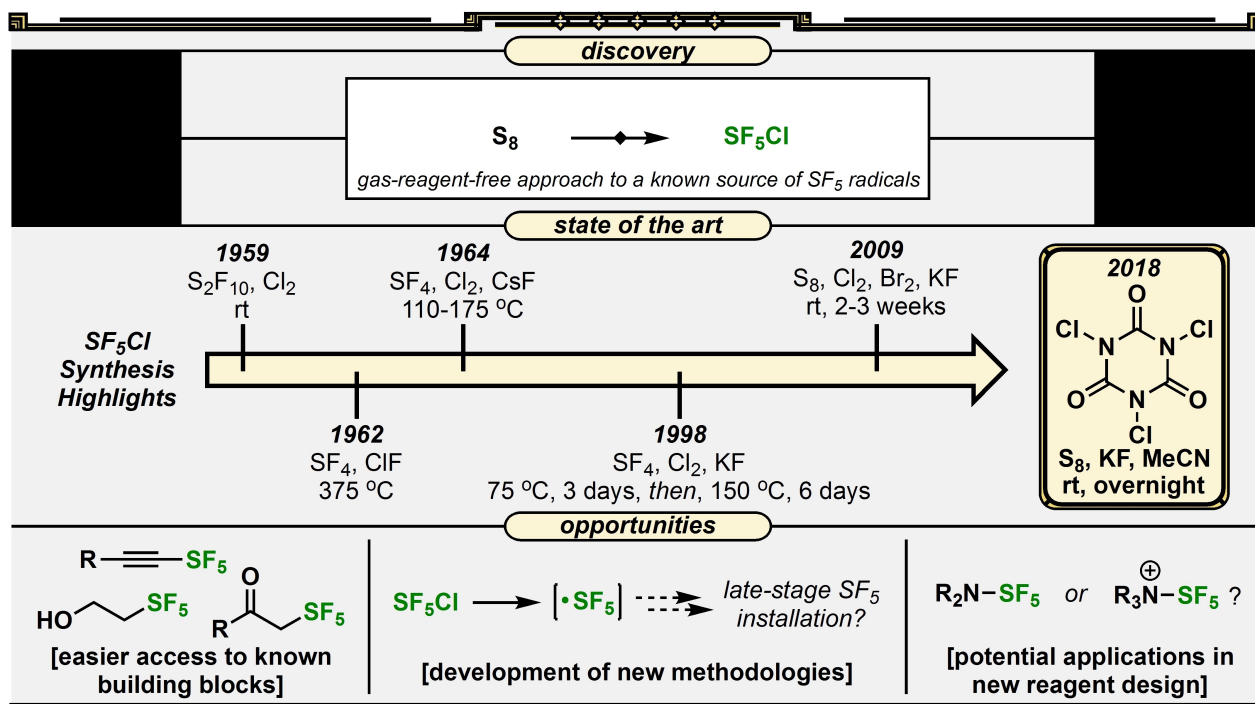 discovery
S₈ SF₅Cl
gas-reagent-free approach to a known source of SF₅ radicals
state of the art
1959
S₂F₁₀, Cl₂
rt
1964
SF₄, Cl₂, CsF
110-175 ºC
2009
S₈, Cl₂, Br₂, KF
rt, 2-3 weeks
SF₅Cl
Synthesis
Highlights
1962
SF₄, ClF
375 ºC
1998
SF₄, Cl₂, KF
75 ºC, 3 days, then, 150 ºC, 6 days
2018
O
Cl N N Cl
O N O
Cl
S₈, KF, MeCN
rt, overnight
opportunities
R SF₅
HO SF₅
O
R SF₅
[easier access to known
building blocks]
SF₅Cl [•SF₅] late-stage SF₅
installation?
[development of new methodologies]
R₂N–SF₅ or R₃N⊕–SF₅ ?
[potential applications in
new reagent design]